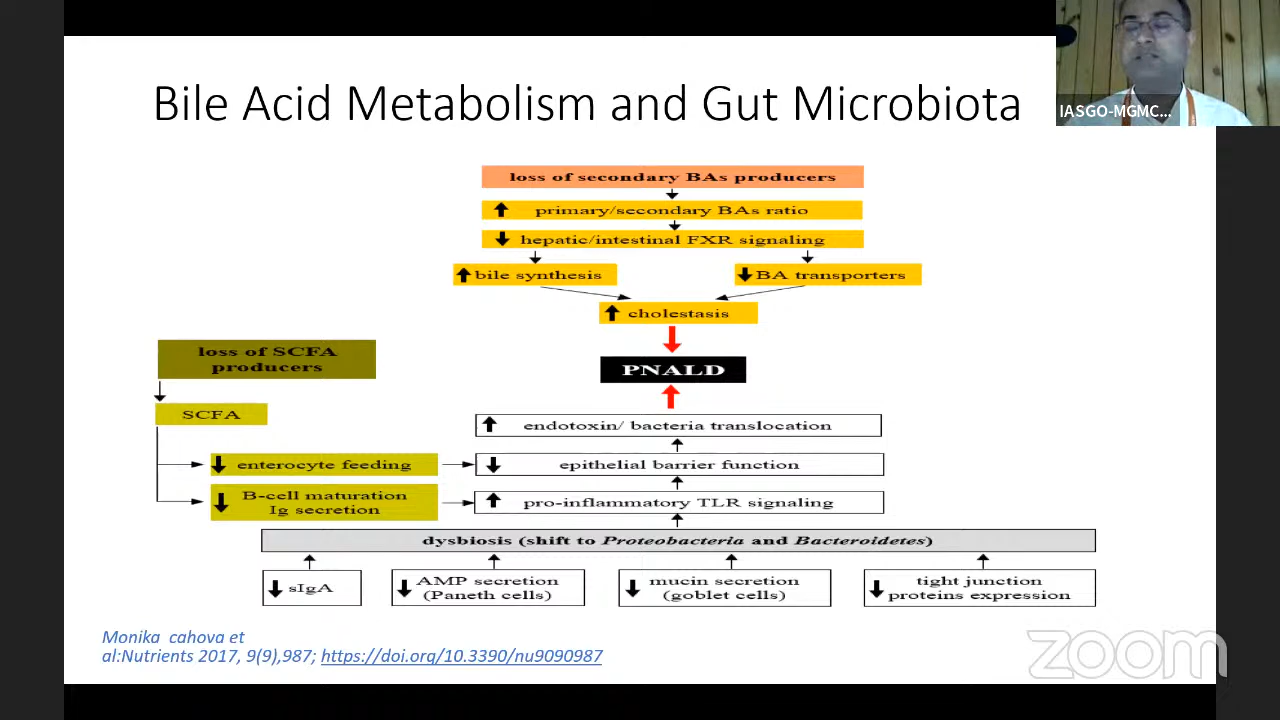 Bile Acid Metabolism and Gut Microbiota
IASGO-MGMC...
loss of secondary BAs producers
primary/secondary BAs ratio
hepatic/intestinal FXR signaling
bile synthesis
BA transporters
cholestasis
PNALD
loss of SCFA
producers
SCFA
endotoxin/ bacteria translocation
enterocyte feeding
epithelial barrier function
B-cell maturation
Ig secretion
pro-inflammatory TLR signaling
dysbiosis (shift to Proteobacteria and Bacteroidetes)
sIgA
AMP secretion
(Paneth cells)
mucin secretion
(goblet cells)
tight junction
proteins expression
Monika cahova et
al:Nutrients 2017, 9(9),987; https://doi.org/10.3390/nu9090987
zoom